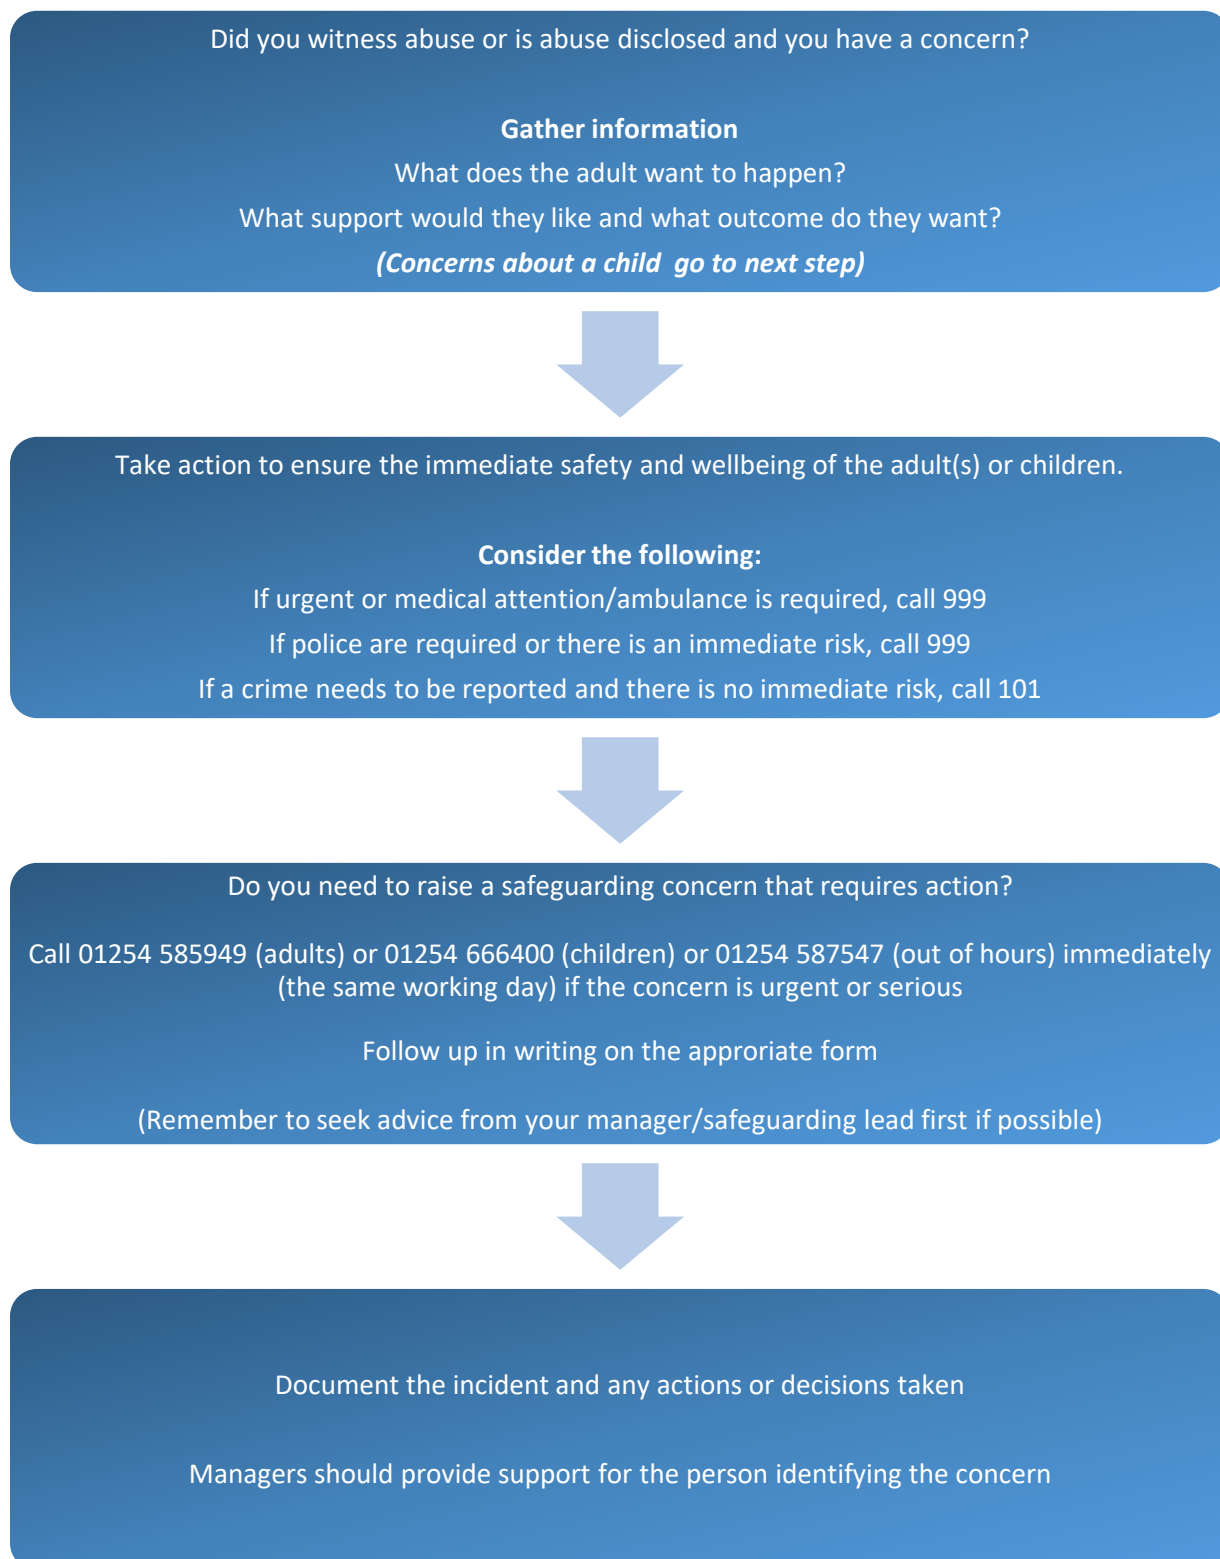 Did you witness abuse or is abuse disclosed and you have a concern?
Gather information
What does the adult want to happen?
What support would they like and what outcome do they want?
(Concerns about a child  go to next step)
Take action to ensure the immediate safety and wellbeing of the adult(s) or children.
Consider the following:
If urgent or medical attention/ambulance is required, call 999
If police are required or there is an immediate risk, call 999
If a crime needs to be reported and there is no immediate risk, call 101
Do you need to raise a safeguarding concern that requires action?
Call 01254 585949 (adults) or 01254 666400 (children) or 01254 587547 (out of hours) immediately
(the same working day) if the concern is urgent or serious
Follow up in writing on the approriate form
(Remember to seek advice from your manager/safeguarding lead first if possible)
Document the incident and any actions or decisions taken
Managers should provide support for the person identifying the concern